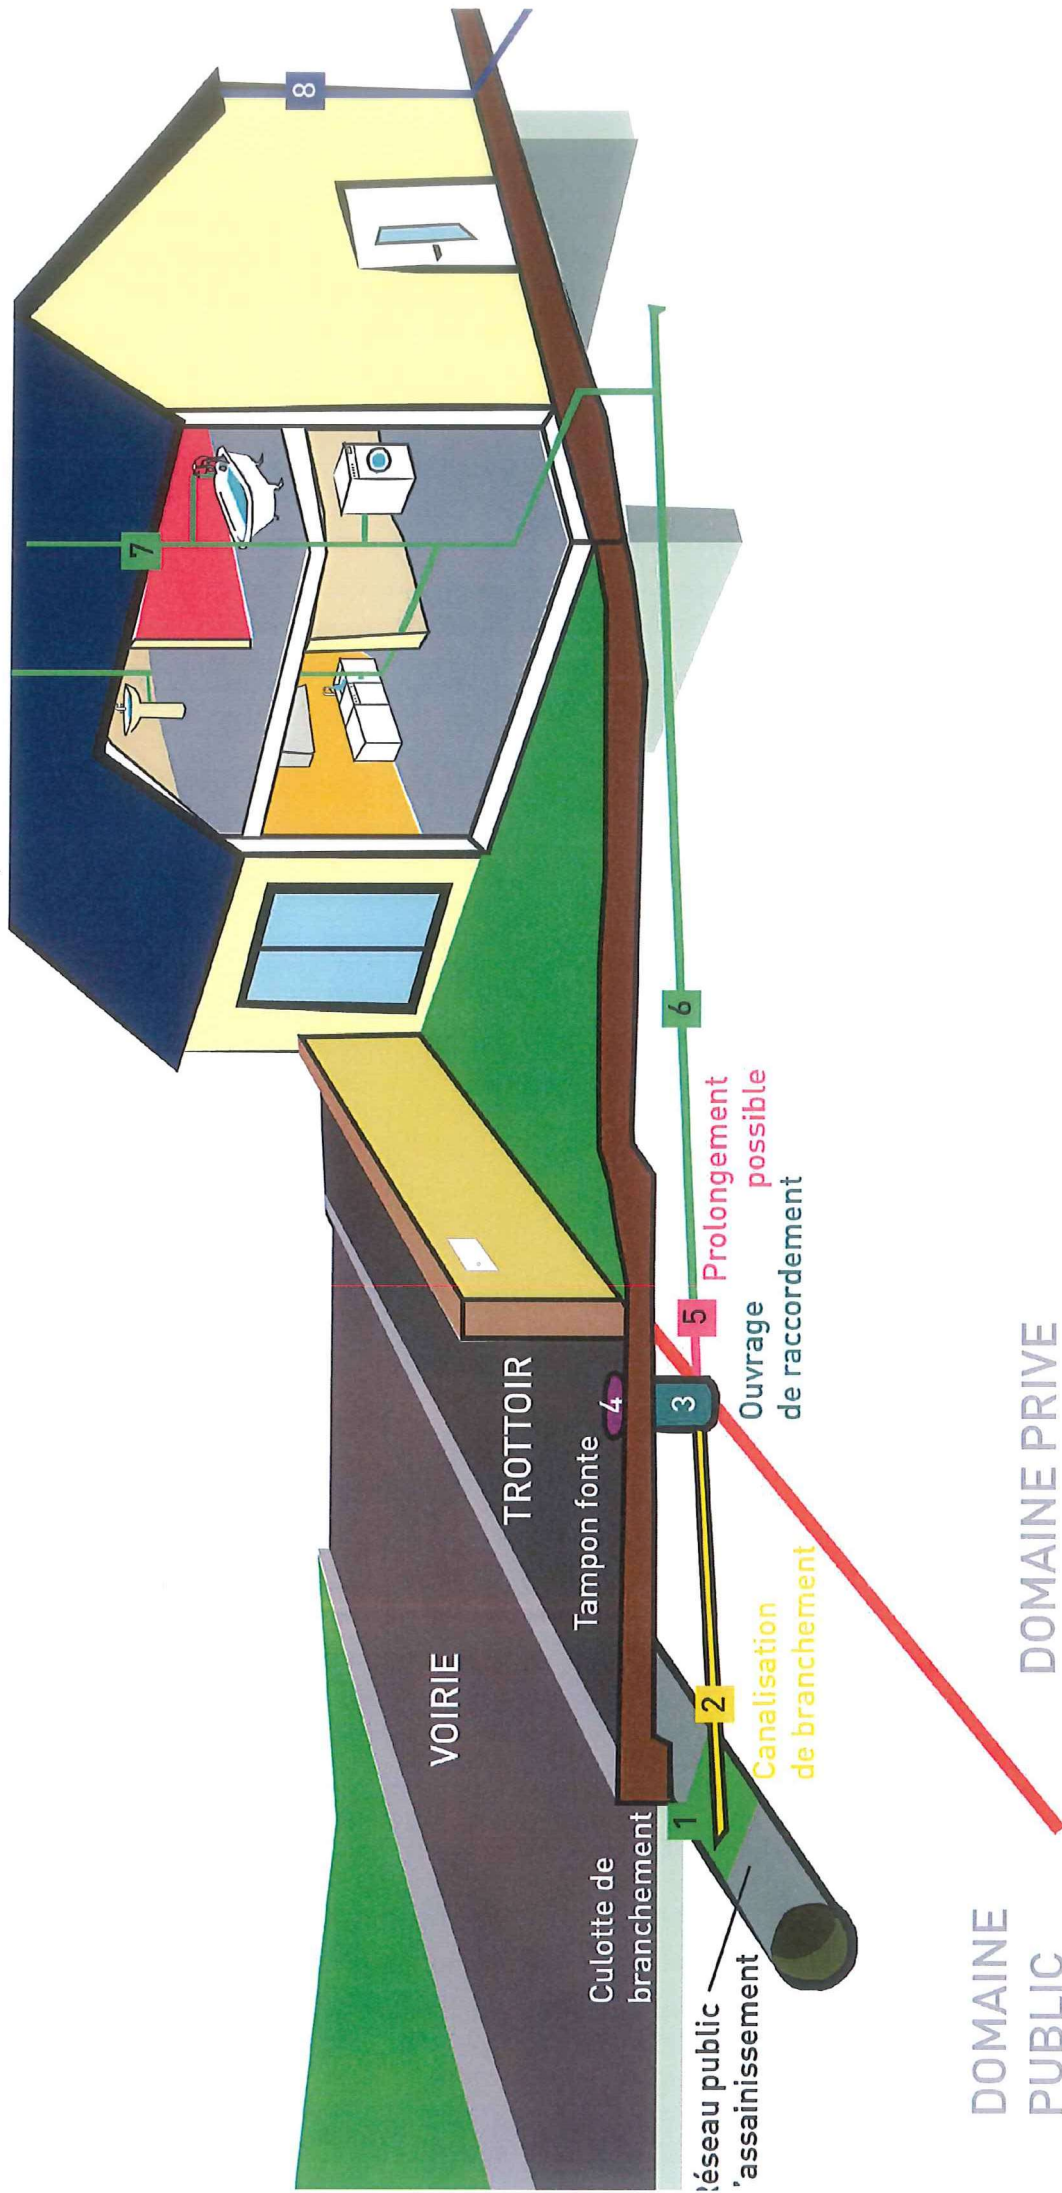 8
7
VOIRIE
TROTTOIR
Tampon fonte
4
Culotte de
branchement
1
2
3
5
6
Prolongement
possible
Ouvrage
de raccordement
Canalisation
de branchement
éseau public
'assainissement
DOMAINE
PUBLIC
DOMAINE PRIVE